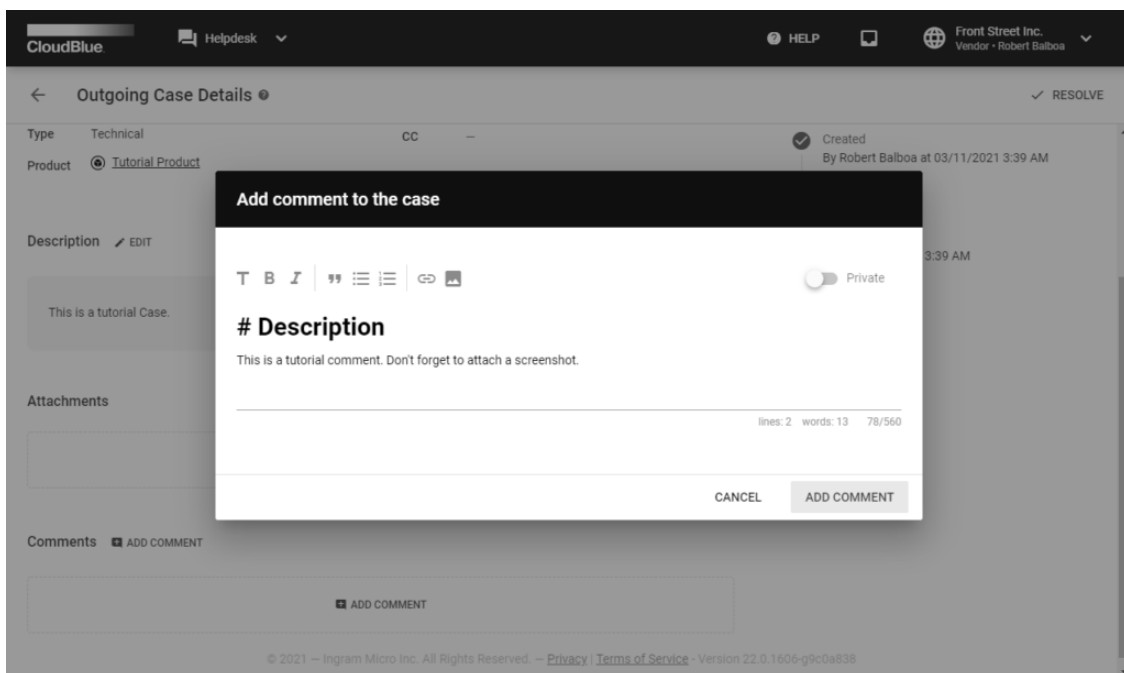 CloudBlue
Helpdesk
HELP
Front Street Inc.
Vendor • Robert Balboa
Outgoing Case Details
RESOLVE
Type Technical
CC —
Created
Product Tutorial Product
By Robert Balboa at 03/11/2021 3:39 AM
Add comment to the case
Description EDIT
3:39 AM
T B I
Private
This is a tutorial Case.
# Description
This is a tutorial comment. Don't forget to attach a screenshot.
Attachments
lines: 2 words: 13 78/560
CANCEL ADD COMMENT
Comments ADD COMMENT
ADD COMMENT
© 2021 — Ingram Micro Inc. All Rights Reserved. — Privacy | Terms of Service - Version 22.0.1606-g9c0a838